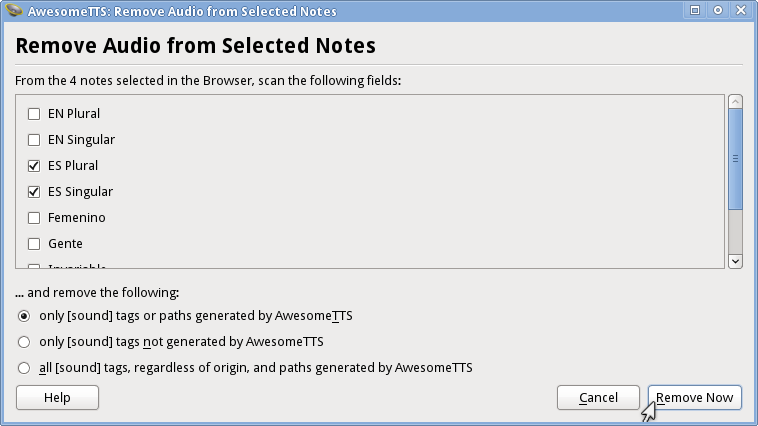 AwesomeTTS: Remove Audio from Selected Notes
Remove Audio from Selected Notes
From the 4 notes selected in the Browser, scan the following fields:
EN Plural
EN Singular
ES Plural
ES Singular
Femenino
Gente
Invariable
... and remove the following:
only [sound] tags or paths generated by AwesomeTTS
only [sound] tags not generated by AwesomeTTS
all [sound] tags, regardless of origin, and paths generated by AwesomeTTS
Help
Cancel
Remove Now